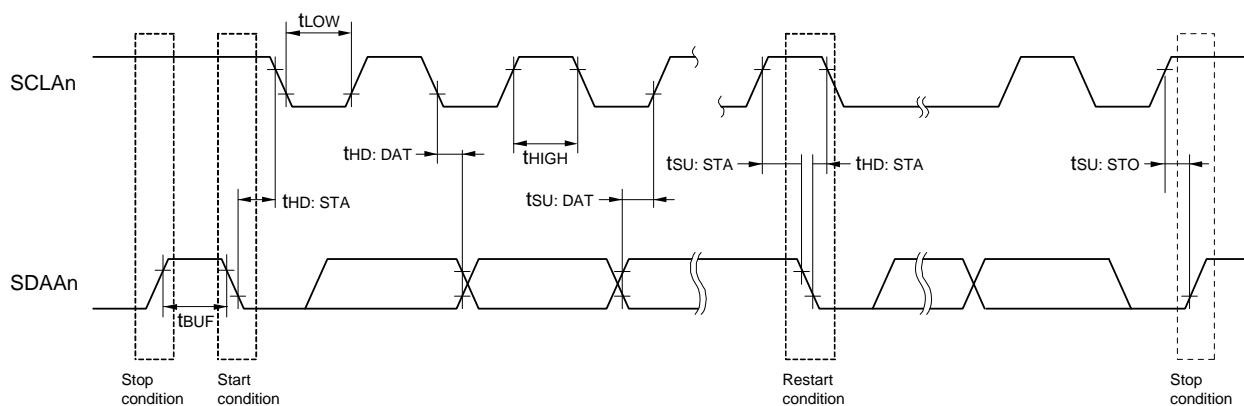 tLOW
SCLAn
tHD: DAT
tHIGH
tSU: STA
tHD: STA
tSU: STO
tHD: STA
tSU: DAT
SDAAn
tBUF
Stop
condition
Start
condition
Restart
condition
Stop
condition